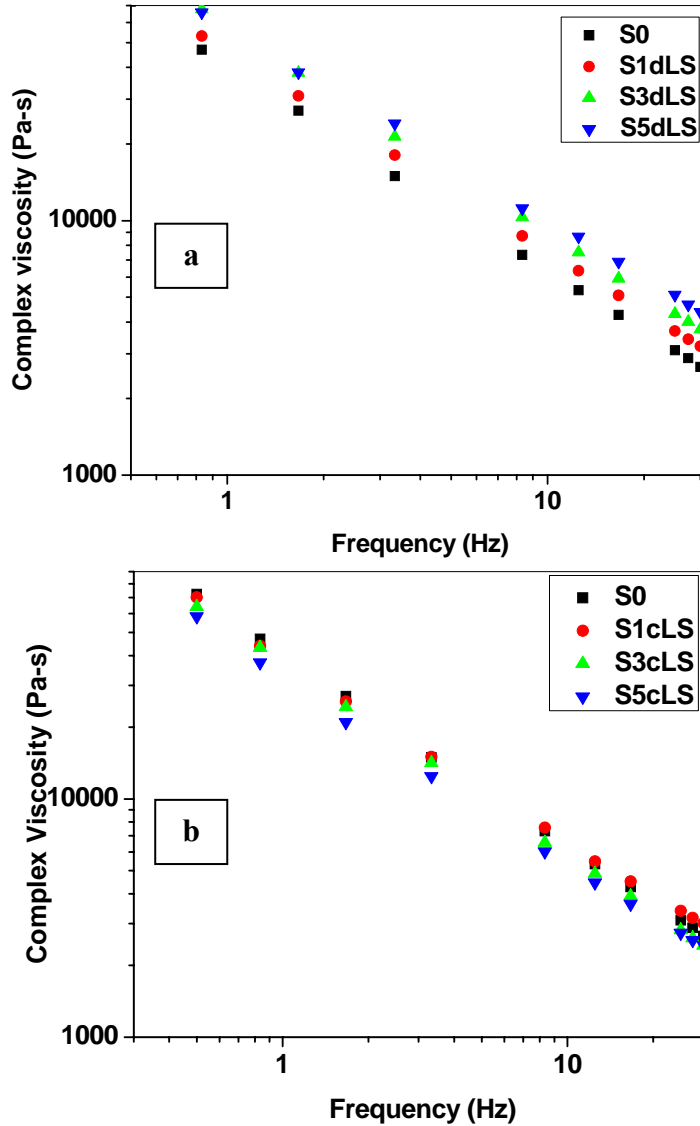 Complex viscosity (Pa-s)
10000
1000
a
S0
S1dLS
S3dLS
S5dLS
1
10
Frequency (Hz)
Complex Viscosity (Pa-s)
10000
1000
b
S0
S1cLS
S3cLS
S5cLS
1
10
Frequency (Hz)